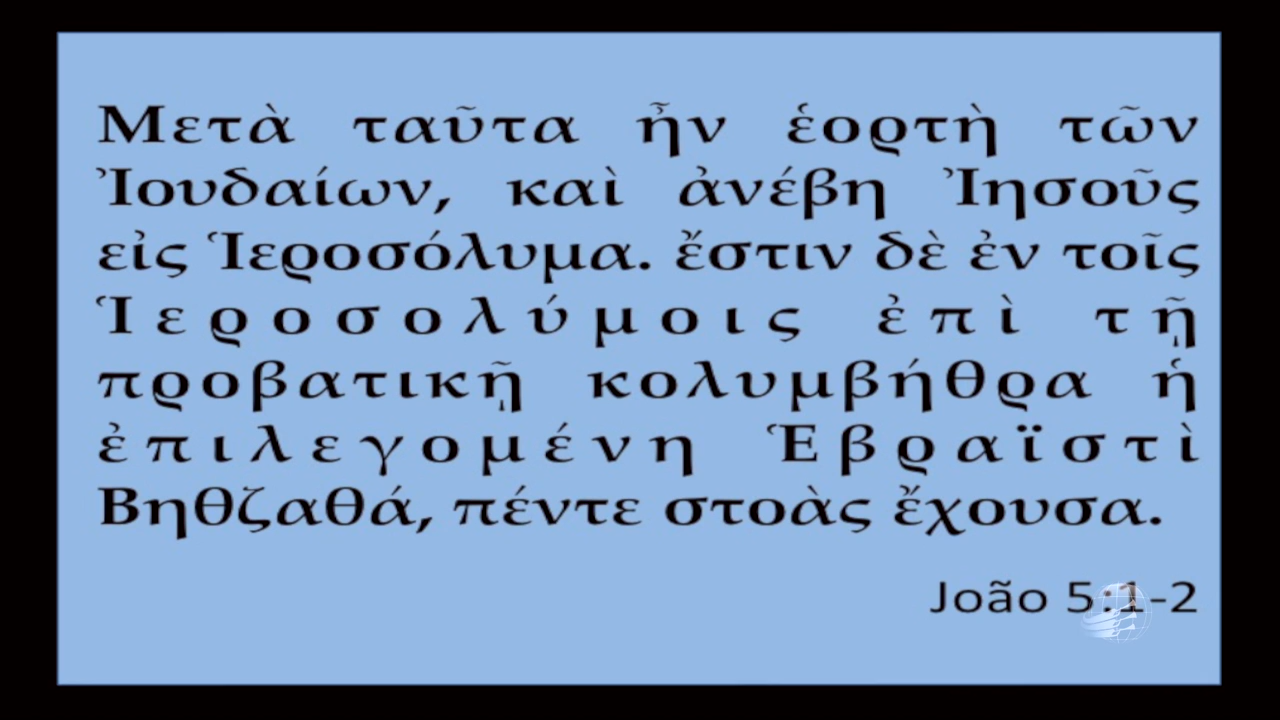 Μετὰ ταῦτα ἦν ἑορτὴ τῶν
Ἰουδαίων, καὶ ἀνέβη Ἰησοῦς
εἰς Ἱεροσόλυμα. ἔστιν δὲ ἐν τοῖς
Ἱεροσολύμοις ἐπὶ τῇ
προβατικῇ κολυμβήθρα ἡ
ἐπιλεγομένη Ἑβραϊστὶ
Βηθζαθά, πέντε στοὰς ἔχουσα.
João 5:1-2